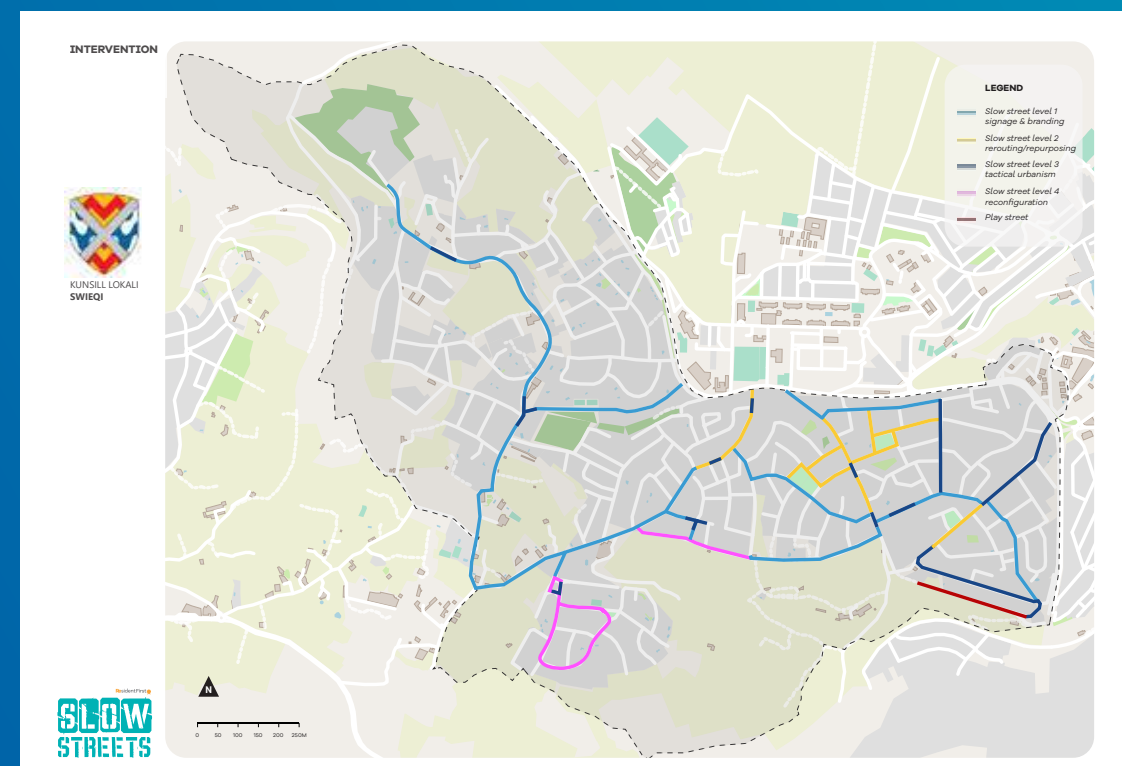 INTERVENTION
LEGEND
Slow street level 1
signage & branding
Slow street level 2
rerouting/repurposing
Slow street level 3
tactical urbanism
Slow street level 4
reconfiguration
Play street
KUNSILL LOKALI
SWIEQI
N
0 50 100 150 200 250M
ResidentFirst
SLOW
STREETS